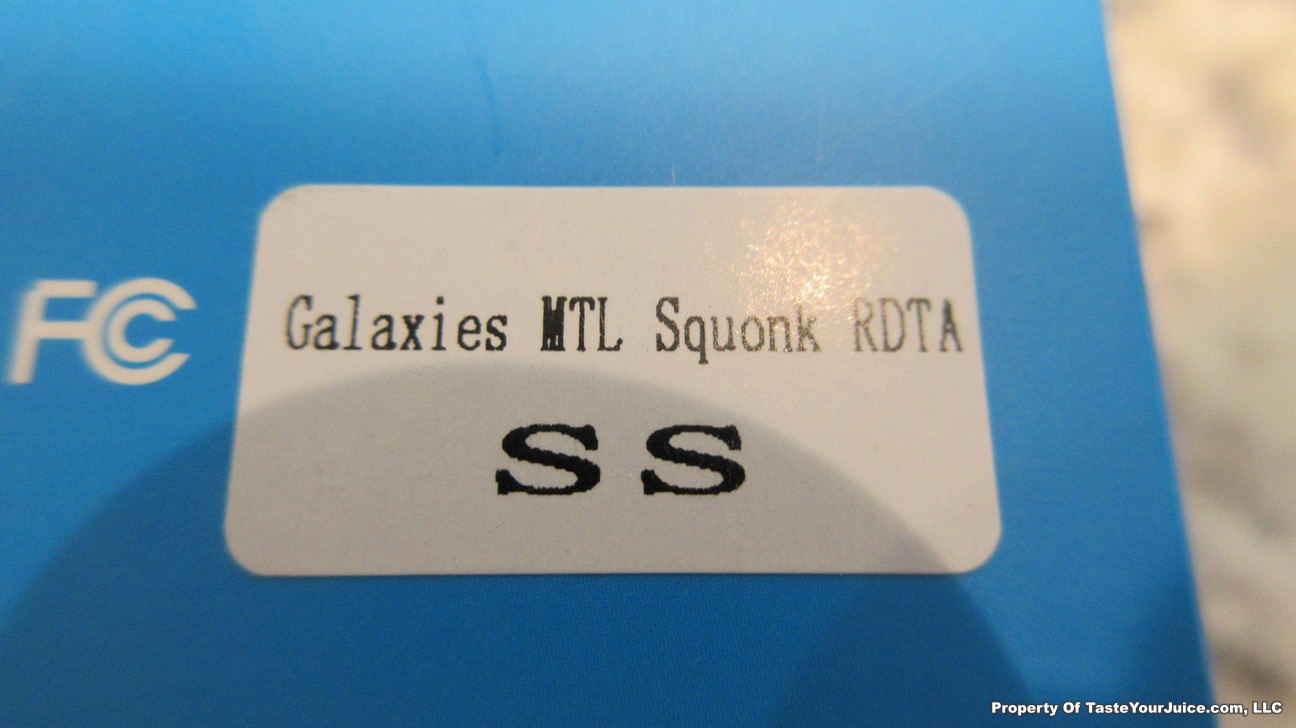 FC
Galaxies MTL Squonk RDTA
SS
Property Of TasteYourJuice.com, LLC